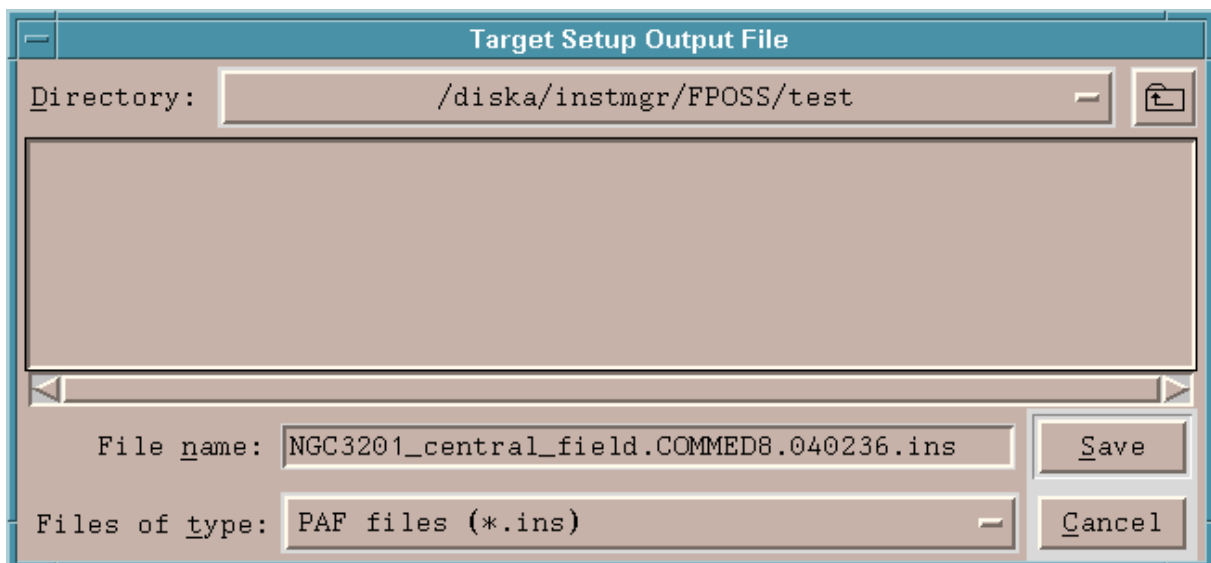 Target Setup Output File
Directory: /diska/instmgr/FPOSS/test
File name: NGC3201_central_field.COMMED8.040236.ins Save
Files of type: PAF files (*.ins) Cancel